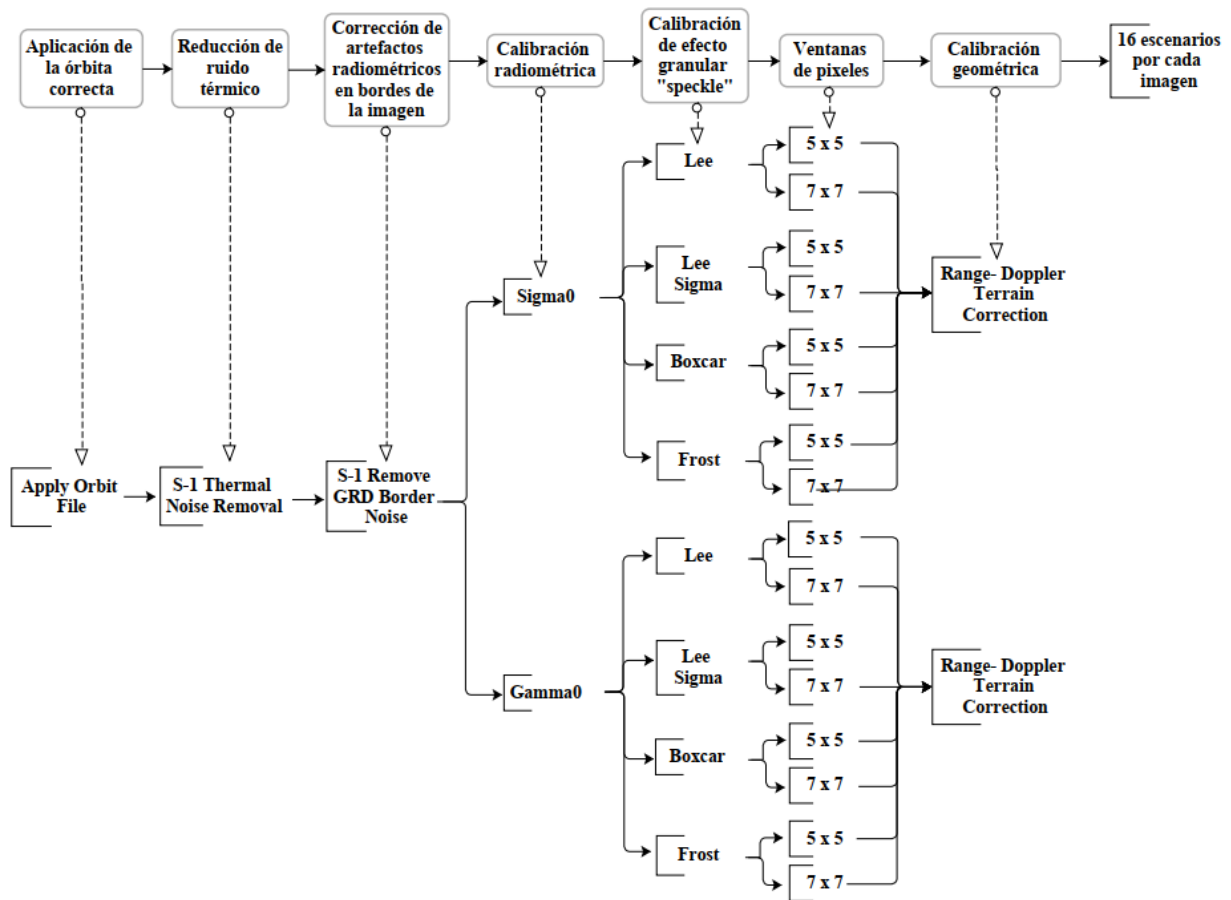 Aplicación de
la órbita
correcta
Reducción de
ruido
térmico
Corrección de
artefactos
radiométricos
en bordes de
la imagen
Calibración
radiométrica
Calibración
de efecto
granular
"speckle"
Ventanas
de pixeles
Calibración
geométrica
16 escenarios
por cada
imagen
Apply Orbit
File
S-1 Thermal
Noise Removal
S-1 Remove
GRD Border
Noise
Sigma0
Lee
5 x 5
7 x 7
Lee
Sigma
5 x 5
7 x 7
Boxcar
5 x 5
7 x 7
Frost
5 x 5
7 x 7
Range- Doppler
Terrain
Correction
Gamma0
Lee
5 x 5
7 x 7
Lee
Sigma
5 x 5
7 x 7
Boxcar
5 x 5
7 x 7
Frost
5 x 5
7 x 7
Range- Doppler
Terrain
Correction